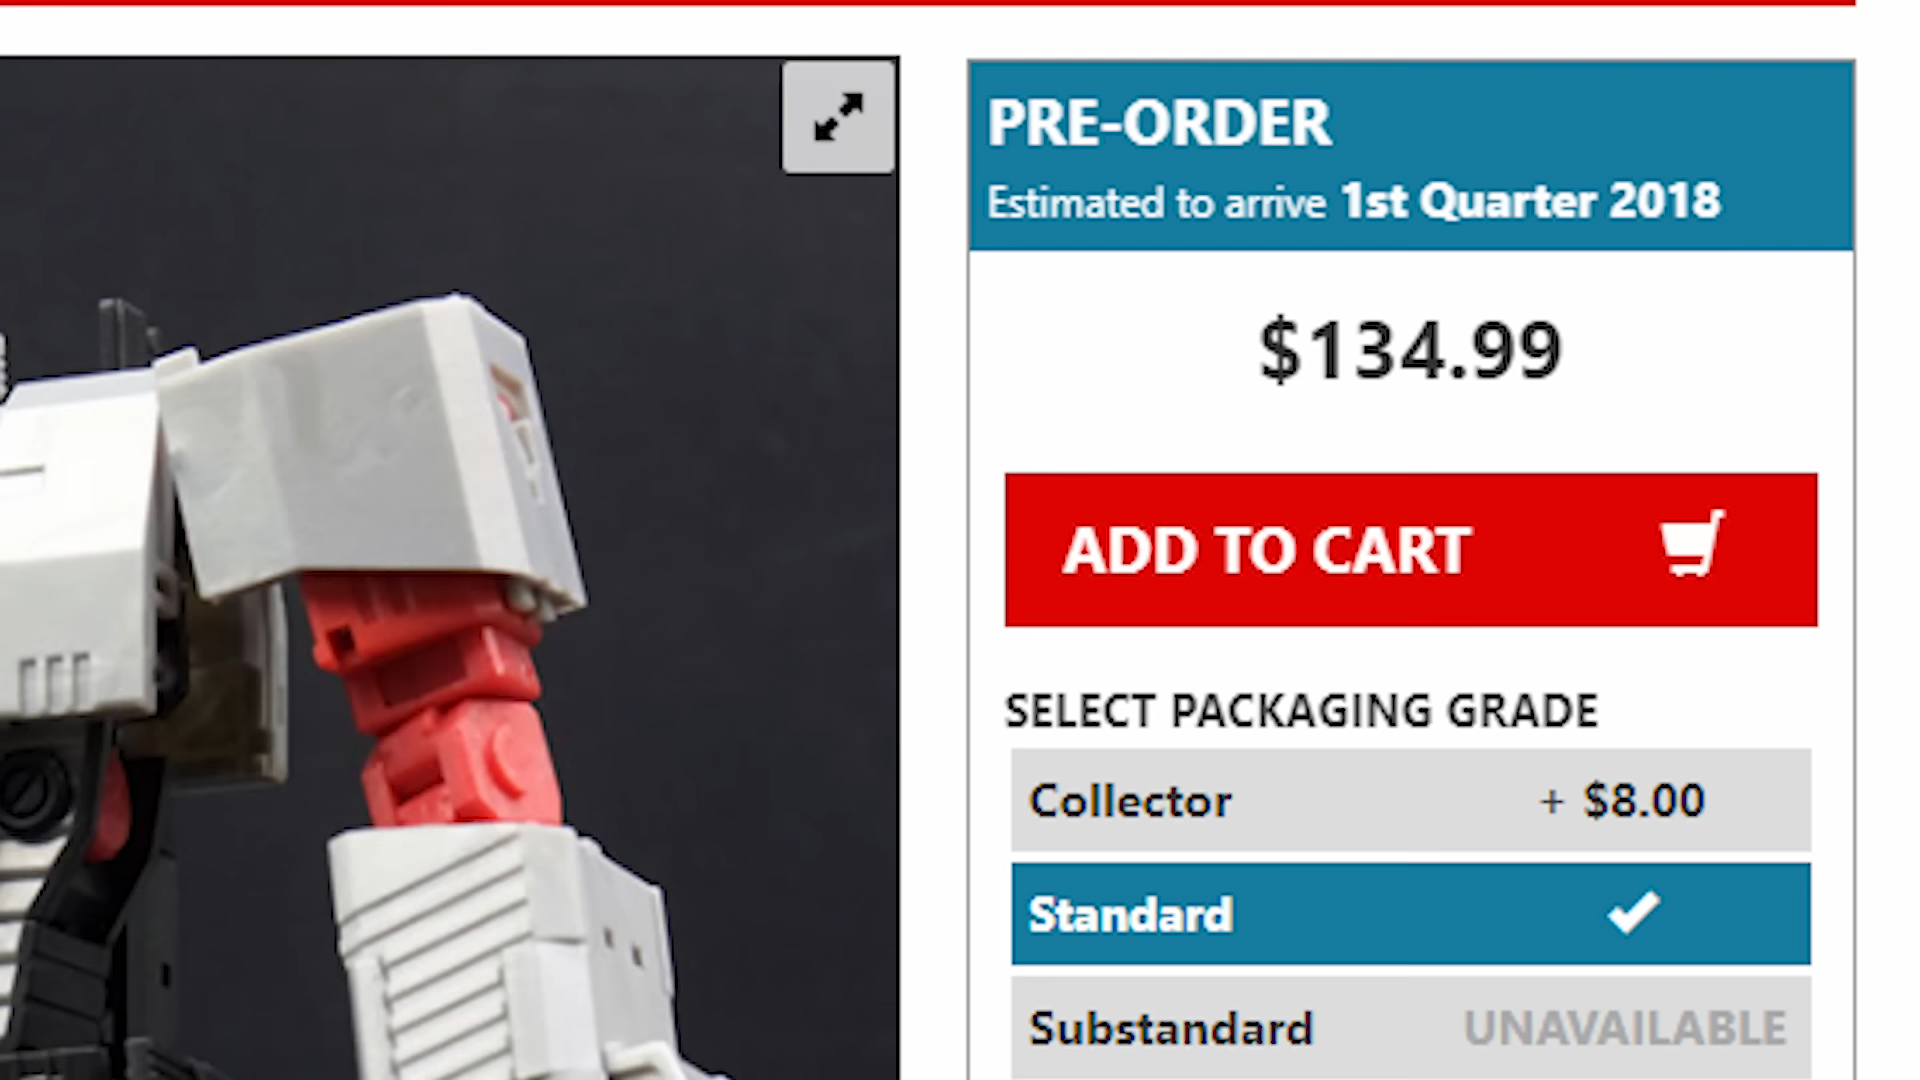 PRE-ORDER
Estimated to arrive 1st Quarter 2018
$134.99
ADD TO CART
SELECT PACKAGING GRADE
Collector + $8.00
Standard
Substandard UNAVAILABLE